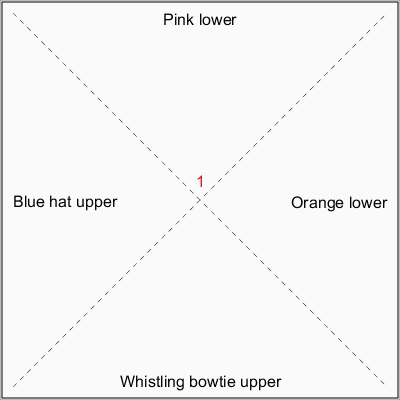 Pink lower
1
Blue hat upper
Orange lower
Whistling bowtie upper